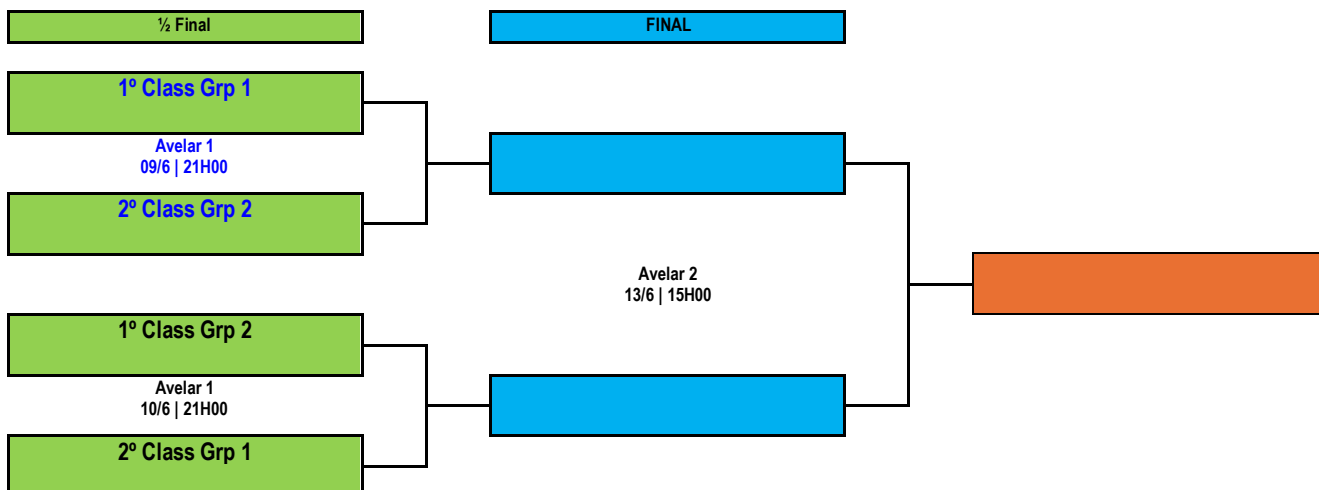 ½ Final
FINAL
1º Class Grp 1
Avelar 1
09/6 | 21H00
2º Class Grp 2
Avelar 2
13/6 | 15H00
1º Class Grp 2
Avelar 1
10/6 | 21H00
2º Class Grp 1